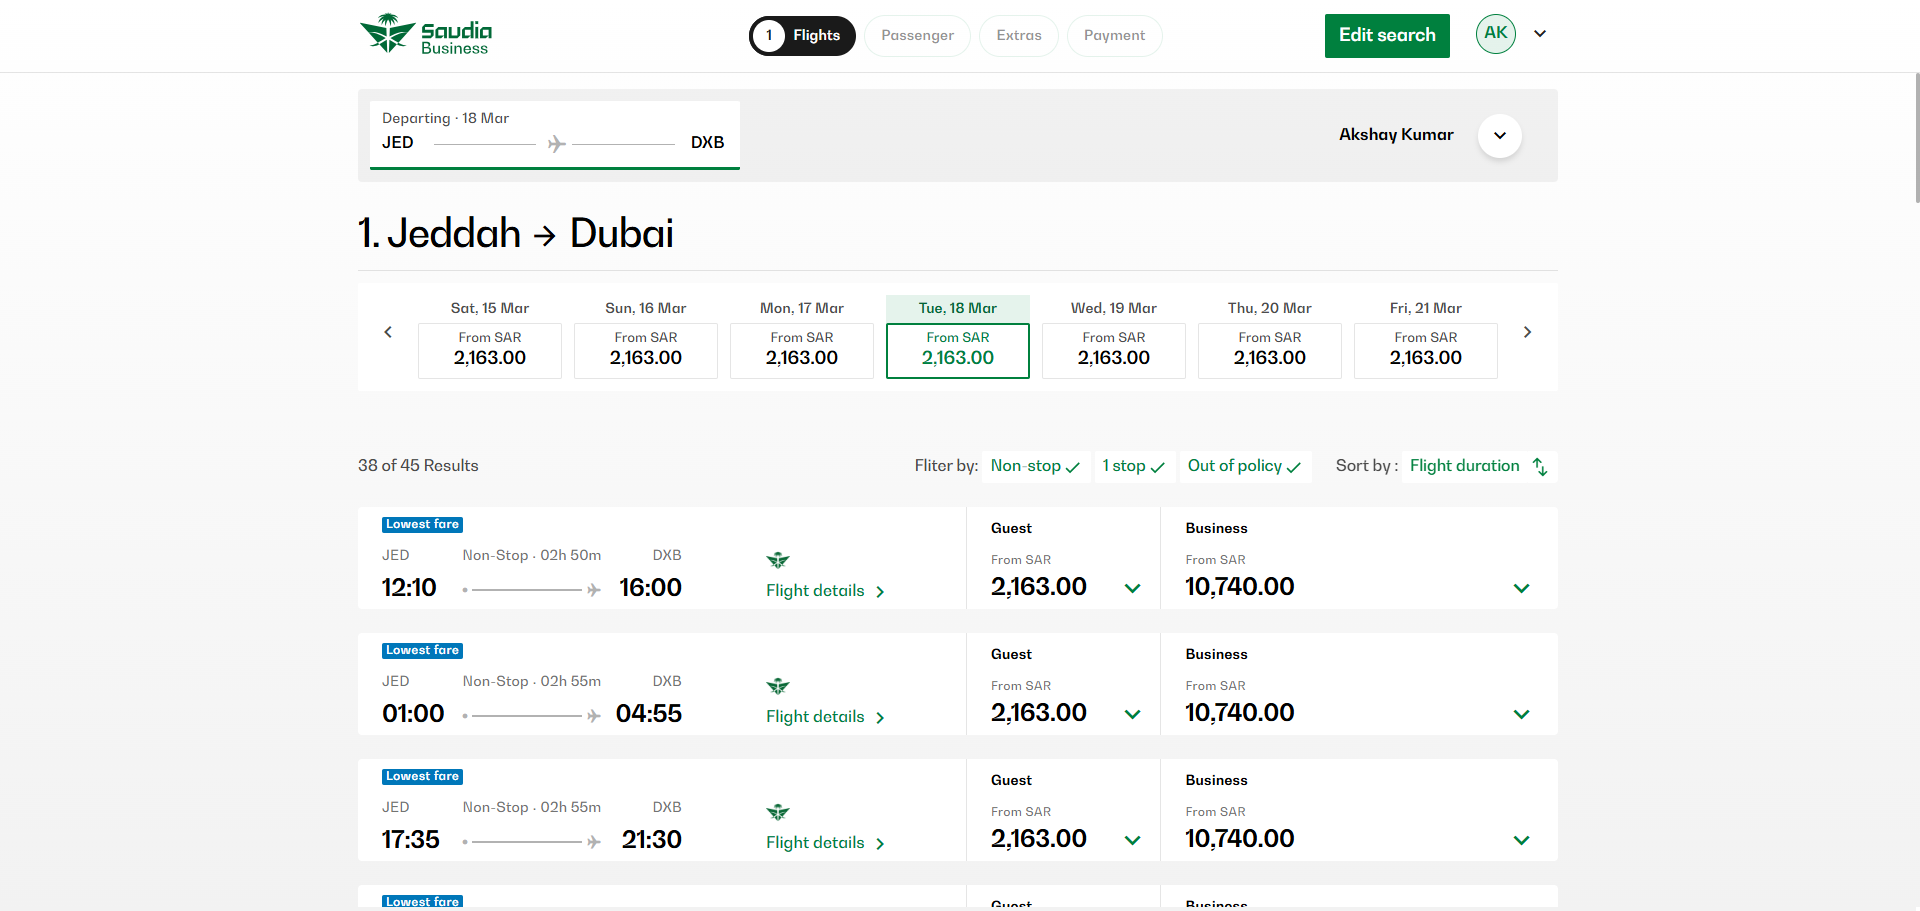 Saudia
Business
1 Flights
Passenger
Extras
Payment
Edit search
AK
Departing · 18 Mar
JED DXB
Akshay Kumar
1. Jeddah → Dubai
Sat, 15 Mar
From SAR
2,163.00
Sun, 16 Mar
From SAR
2,163.00
Mon, 17 Mar
From SAR
2,163.00
Tue, 18 Mar
From SAR
2,163.00
Wed, 19 Mar
From SAR
2,163.00
Thu, 20 Mar
From SAR
2,163.00
Fri, 21 Mar
From SAR
2,163.00
38 of 45 Results
Fliter by: Non-stop ✓ 1 stop ✓ Out of policy ✓ Sort by : Flight duration
Lowest fare
JED Non-Stop · 02h 50m DXB
12:10 16:00
Flight details
Guest
From SAR
2,163.00
Business
From SAR
10,740.00
Lowest fare
JED Non-Stop · 02h 55m DXB
01:00 04:55
Flight details
Guest
From SAR
2,163.00
Business
From SAR
10,740.00
Lowest fare
JED Non-Stop · 02h 55m DXB
17:35 21:30
Flight details
Guest
From SAR
2,163.00
Business
From SAR
10,740.00
Lowest fare
Guest
Business